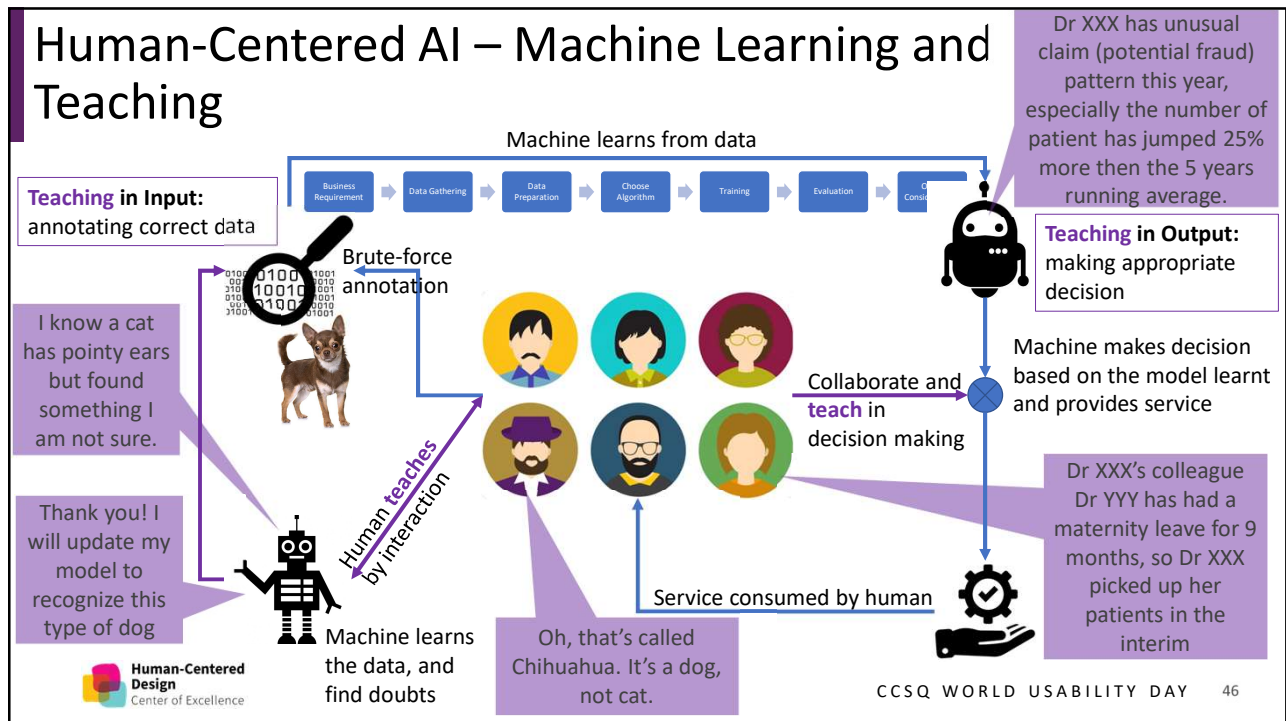 Human-Centered AI – Machine Learning and
Teaching
Dr XXX has unusual
claim (potential fraud)
pattern this year,
especially the number of
patient has jumped 25%
more then the 5 years
running average.
Machine learns from data
Business
Requirement
Data Gathering
Data
Preparation
Choose
Algorithm
Training
Evaluation
Teaching in Input:
annotating correct data
Teaching in Output:
making appropriate
decision
Brute-force
annotation
I know a cat
has pointy ears
but found
something I
am not sure.
Machine makes decision
based on the model learnt
and provides service
Collaborate and
teach in
decision making
Human teaches
by interaction
Thank you! I
will update my
model to
recognize this
type of dog
Dr XXX's colleague
Dr YYY has had a
maternity leave for 9
months, so Dr XXX
picked up her
patients in the
interim
Service consumed by human
Machine learns
the data, and
find doubts
Oh, that's called
Chihuahua. It's a dog,
not cat.
Human-Centered
Design
Center of Excellence
CCSQ WORLD USABILITY DAY 46